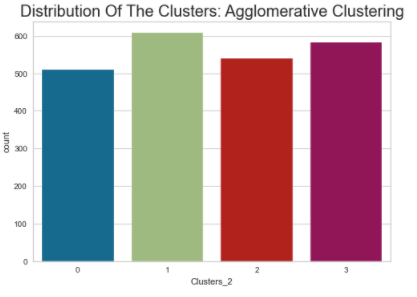 Distribution Of The Clusters: Agglomerative Clustering
600
500
400
300
200
100
0
count
0 1 2 3
Clusters_2